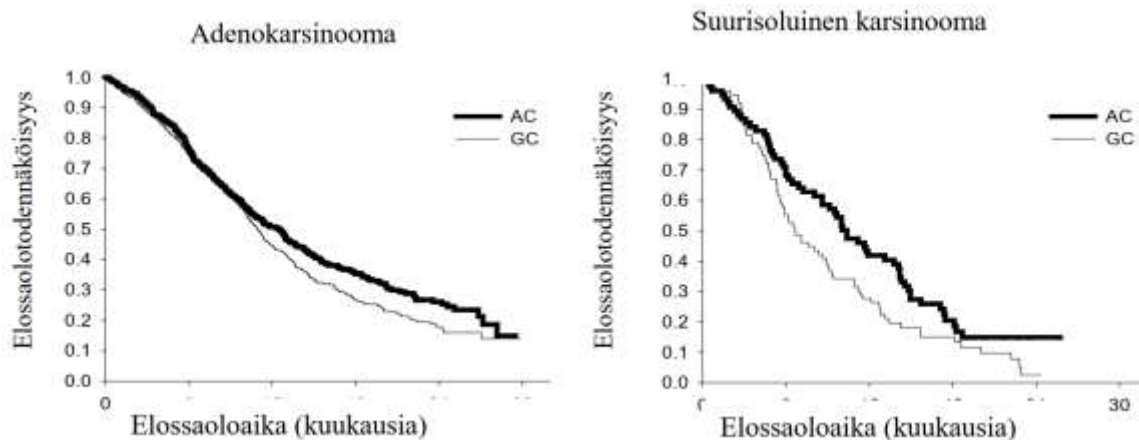 Adenokarsinooma
Elossaolotodennäköisyys
1.0
0.9
0.8
0.7
0.6
0.5
0.4
0.3
0.2
0.1
0.0
AC
GC
0
Elossaoloaika (kuukausia)
Suurisoluinen karsinooma
Elossaolotodennäköisyys
0.9
0.8
0.7
0.6
0.5
0.4
0.3
0.2
0.1
0.0
AC
GC
30
Elossaoloaika (kuukausia)